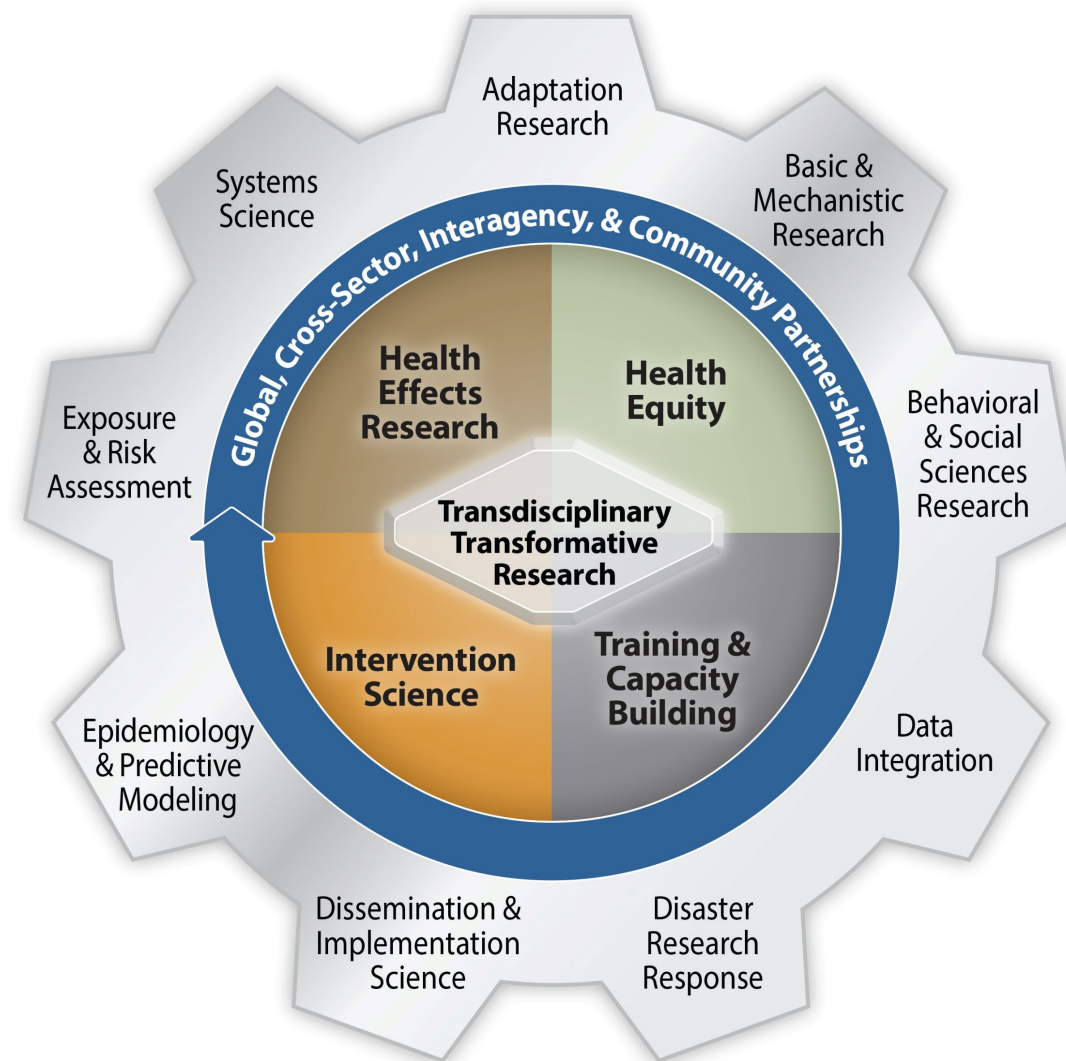 Adaptation
Research
Basic &
Mechanistic
Research
Behavioral
& Social
Sciences
Research
Data
Integration
Disaster
Research
Response
Dissemination &
Implementation
Science
Epidemiology
& Predictive
Modeling
Exposure
& Risk
Assessment
Systems
Science
Global, Cross-Sector, Interagency, & Community Partnerships
Health
Effects
Research
Health
Equity
Transdisciplinary
Transformative
Research
Intervention
Science
Training &
Capacity
Building